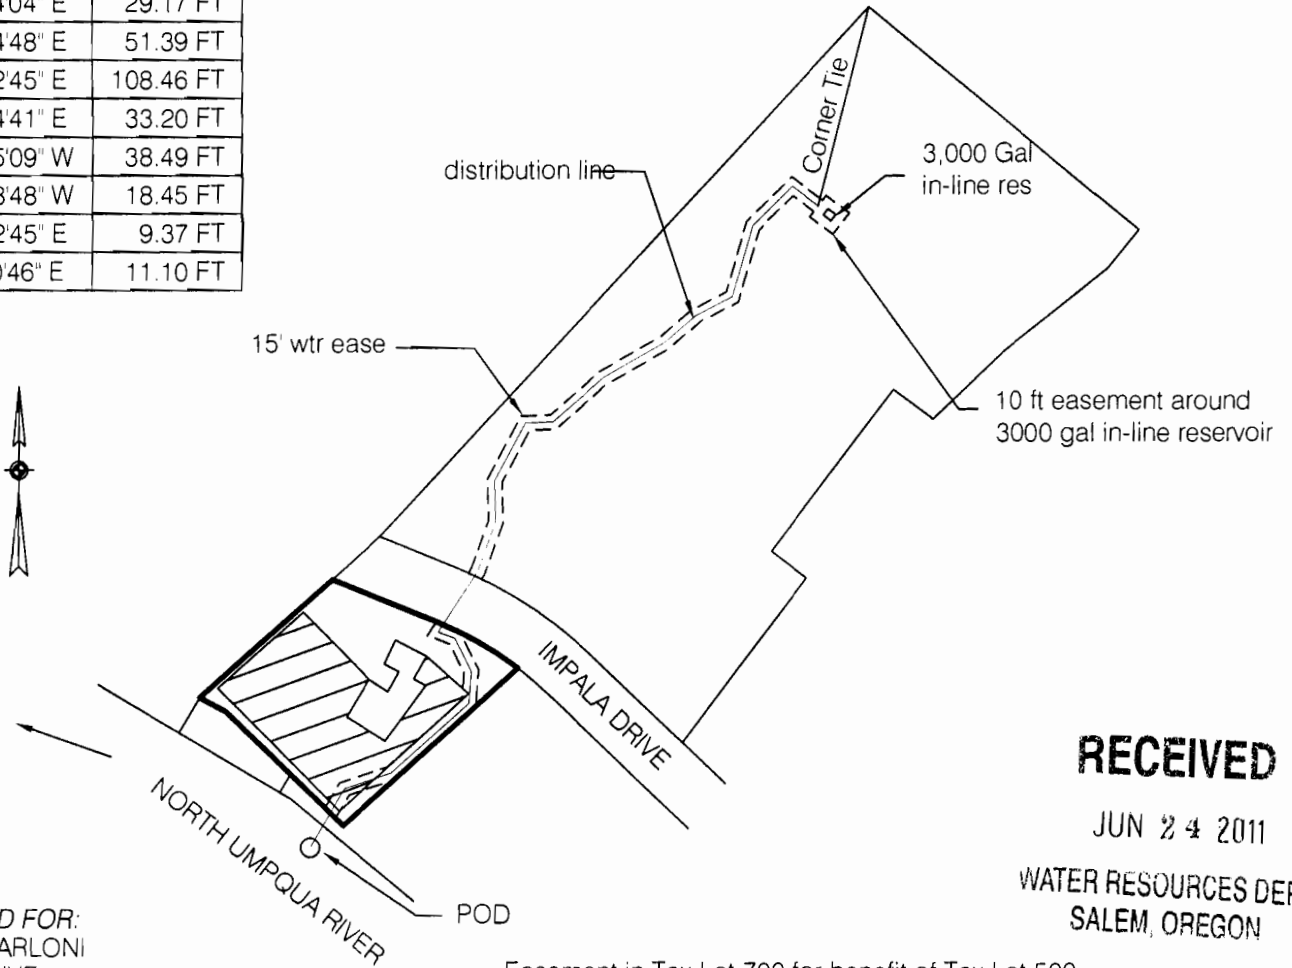 29.17 FT
51.39 FT
108.46 FT
33.20 FT
38.49 FT
18.45 FT
9.37 FT
11.10 FT
Corner Tie
3,000 Gal
in-line res
distribution line
15' wtr ease
10 ft easement around
3000 gal in-line reservoir
IMPALA DRIVE
NORTH UMPQUA RIVER
POD
RECEIVED
JUN 24 2011
WATER RESOURCES
SALEM, OREGON
FOR: